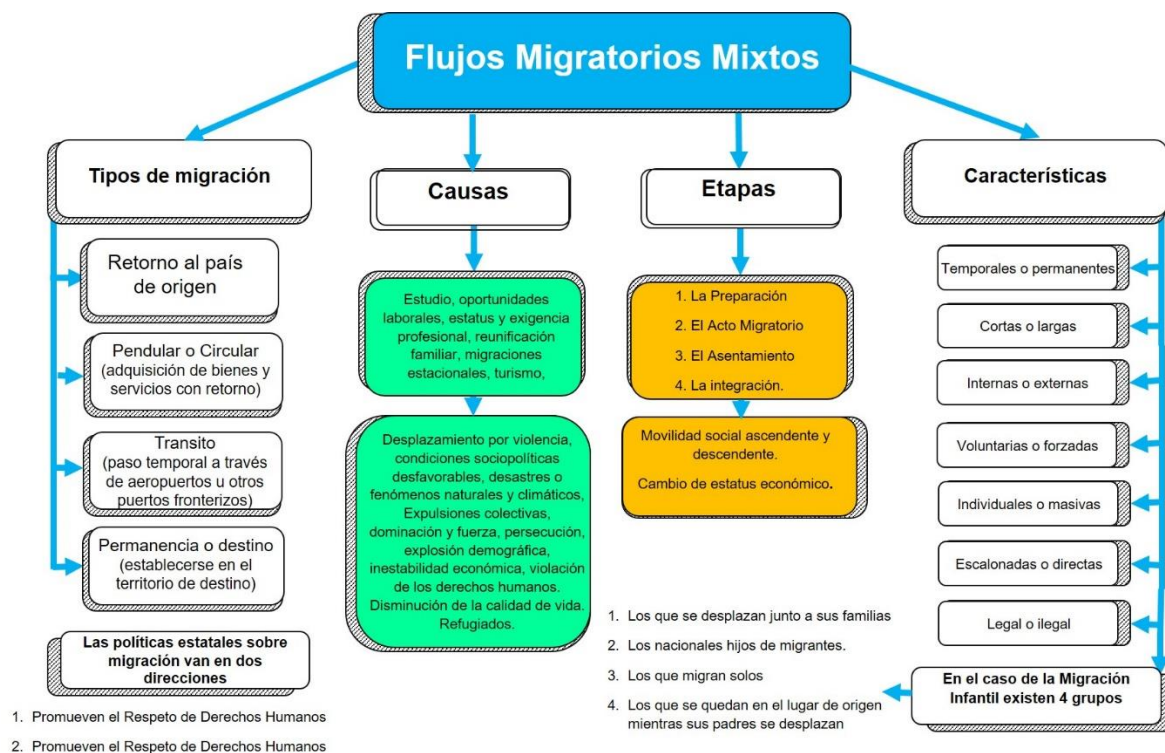 Flujos Migratorios Mixtos
Tipos de migración
Retorno al país
de origen
Pendular o Circular
(adquisición de bienes y
servicios con retorno)
Transito
(paso temporal a través
de aeropuertos u otros
puertos fronterizos)
Permanencia o destino
(establecerse en el
territorio de destino)
Las políticas estatales sobre
migración van en dos
direcciones
1. Promueven el Respeto de Derechos Humanos
2. Promueven el Respeto de Derechos Humanos
Causas
Estudio, oportunidades
laborales, estatus y exigencia
profesional, reunificación
familiar, migraciones
estacionales, turismo,
Desplazamiento por violencia,
condiciones sociopolíticas
desfavorables, desastres o
fenómenos naturales y climáticos,
Expulsiones colectivas,
dominación y fuerza, persecución,
explosión demográfica,
inestabilidad económica, violación
de los derechos humanos.
Disminución de la calidad de vida.
Refugiados.
Etapas
1. La Preparación
2. El Acto Migratorio
3. El Asentamiento
4. La integración.
Movilidad social ascendente y
descendente.
Cambio de estatus económico.
Características
Temporales o permanentes
Cortas o largas
Internas o externas
Voluntarias o forzadas
Individuales o masivas
Escalonadas o directas
Legal o ilegal
En el caso de la Migración
Infantil existen 4 grupos
1. Los que se desplazan junto a sus familias
2. Los nacionales hijos de migrantes.
3. Los que migran solos
4. Los que se quedan en el lugar de origen
mientras sus padres se desplazan